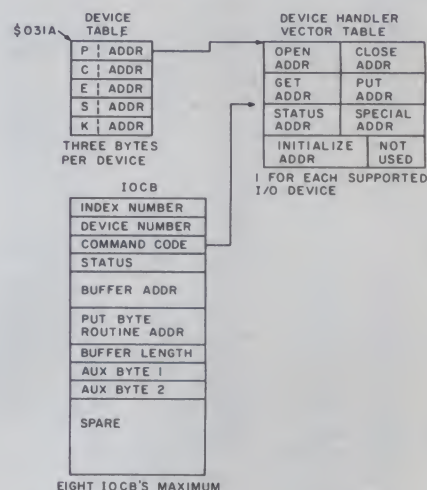 DEVICE
TABLE
$031A
P ADDR
C ADDR
E ADDR
S ADDR
K ADDR
THREE BYTES
PER DEVICE
DEVICE HANDLER
VECTOR TABLE
OPEN
ADDR
CLOSE
ADDR
GET
ADDR
PUT
ADDR
STATUS
ADDR
SPECIAL
ADDR
INITIALIZE
ADDR
NOT
USED
1 FOR EACH SUPPORTED
I/O DEVICE
IOCB
INDEX NUMBER
DEVICE NUMBER
COMMAND CODE
STATUS
BUFFER ADDR
PUT BYTE
ROUTINE ADDR
BUFFER LENGTH
AUX BYTE 1
AUX BYTE 2
SPARE
EIGHT IOCB'S MAXIMUM